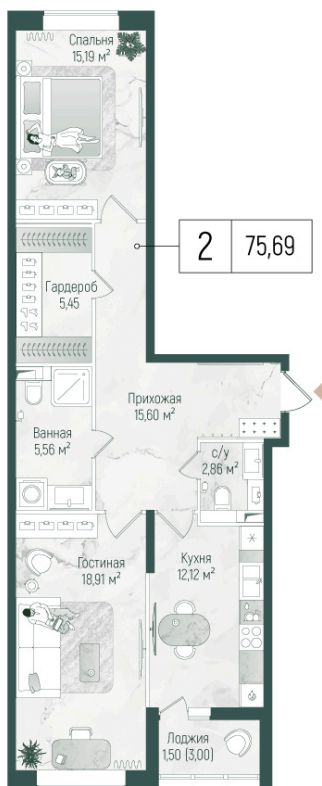 Спальня
15,19 м²
2
75,69
Гардероб
5,45
Прихожая
15,60 м²
Ванная
5,56 м²
с/у
2,86 м²
Гостиная
18,91 м²
Кухня
12,12 м²
Лоджия
1,50 (3,00)